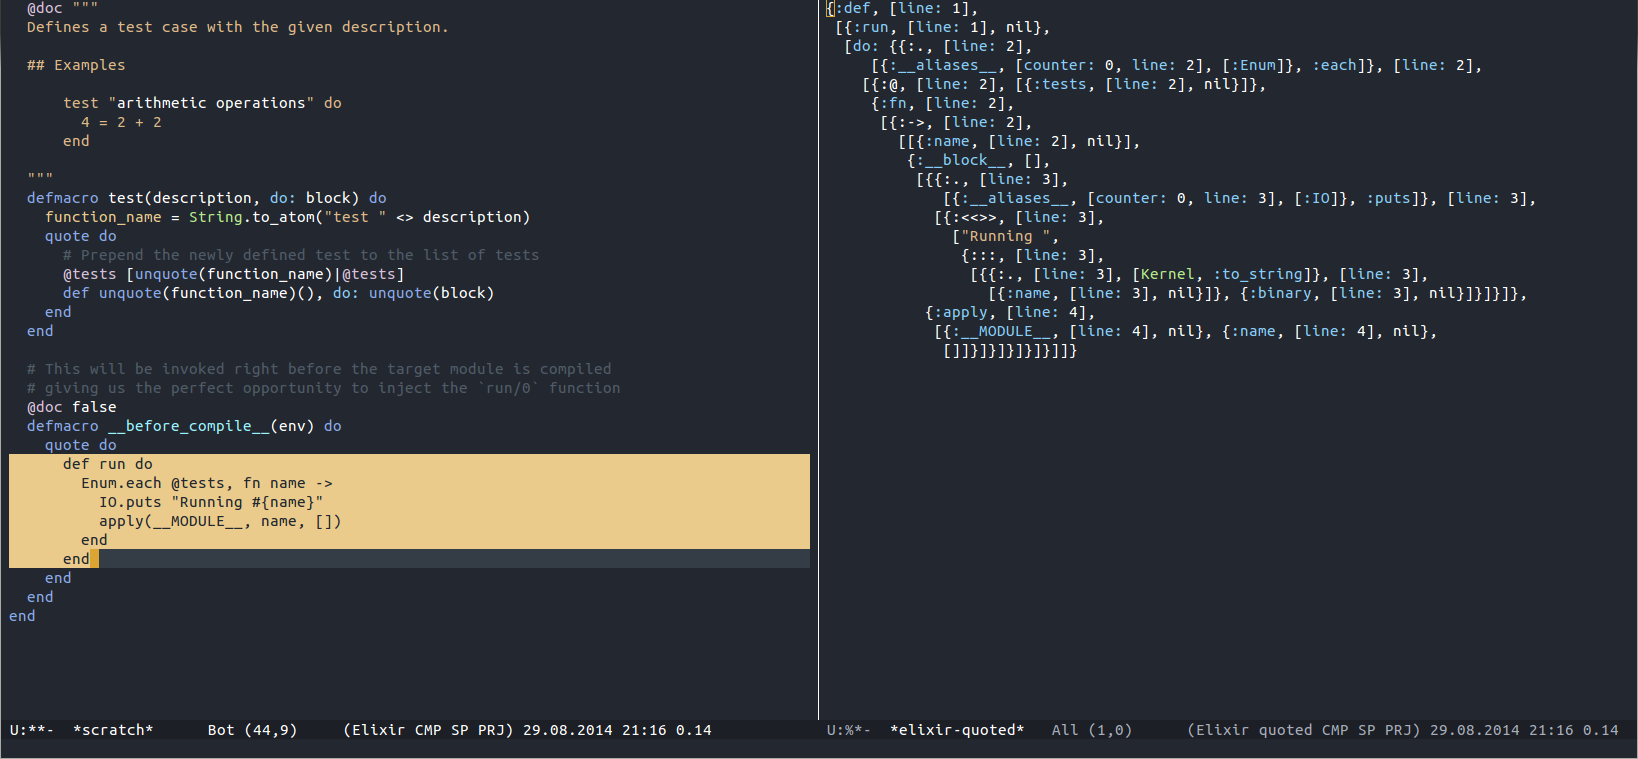 @doc """
  Defines a test case with the given description.

  ## Examples

      test "arithmetic operations" do
        4 = 2 + 2
      end

  """
  defmacro test(description, do: block) do
    function_name = String.to_atom("test " <> description)
    quote do
      # Prepend the newly defined test to the list of tests
      @tests [unquote(function_name)|@tests]
      def unquote(function_name)(), do: unquote(block)
    end
  end

  # This will be invoked right before the target module is compiled
  # giving us the perfect opportunity to inject the `run/0` function
  @doc false
  defmacro __before_compile__(env) do
    quote do
      def run do
        Enum.each @tests, fn name ->
          IO.puts "Running #{name}"
          apply(__MODULE__, name, [])
        end
      end
    end
  end
end
U:**-  *scratch*      Bot (44,9)     (Elixir CMP SP PRJ) 29.08.2014 21:16 0.14
{:def, [line: 1],
 [{:run, [line: 1], nil},
  [do: {{:., [line: 2],
     [{:__aliases__, [counter: 0, line: 2], [:Enum]}, :each]}, [line: 2],
    [{:@, [line: 2], [{:tests, [line: 2], nil}]},
     {:fn, [line: 2],
      [{:->, [line: 2],
        [[{:name, [line: 2], nil}],
         {:__block__, [],
          [{{:., [line: 3],
             [{:__aliases__, [counter: 0, line: 3], [:IO]}, :puts]}, [line: 3],
            [{:<<>>, [line: 3],
              ["Running ",
               {:::, [line: 3],
                [{{:., [line: 3], [Kernel, :to_string]}, [line: 3],
                  [{:name, [line: 3], nil}]}, {:binary, [line: 3], nil}]}]}]},
           {:apply, [line: 4],
            [{:__MODULE__, [line: 4], nil}, {:name, [line: 4], nil},
             []]}]}]}]}]}]]}
U:%*-  *elixir-quoted*   All (1,0)      (Elixir quoted CMP SP PRJ) 29.08.2014 21:16 0.14